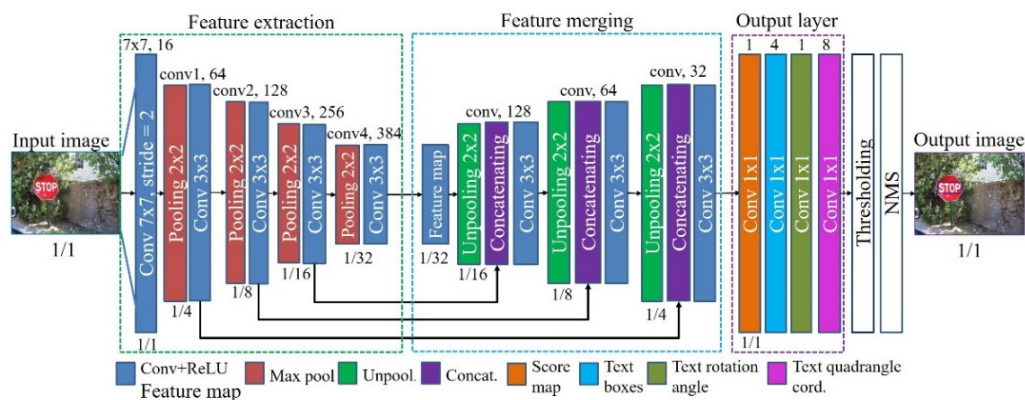 Feature extraction
Feature merging
Output layer
7x7, 16
conv1, 64
conv2, 128
conv3, 256
conv4, 384
conv, 128
conv, 64
conv, 32
1 4 1 8
Input image
STOP
1/1
Conv 7x7, stride = 2
1/1
Pooling 2x2
Conv 3x3
1/4
Pooling 2x2
Conv 3x3
1/8
Pooling 2x2
Conv 3x3
1/16
Pooling 2x2
Conv 3x3
1/32
Feature map
1/32
Unpooling 2x2
Concatenating
Conv 3x3
1/16
Unpooling 2x2
Concatenating
Conv 3x3
1/8
Unpooling 2x2
Concatenating
Conv 3x3
1/4
Conv 1x1
Conv 1x1
Conv 1x1
Conv 1x1
1/1
Thresholding
NMS
Output image
STOP
1/1
Conv+ReLU
Feature map
Max pool
Unpool.
Concat.
Score
map
Text
boxes
Text rotation
angle
Text quadrangle
cord.